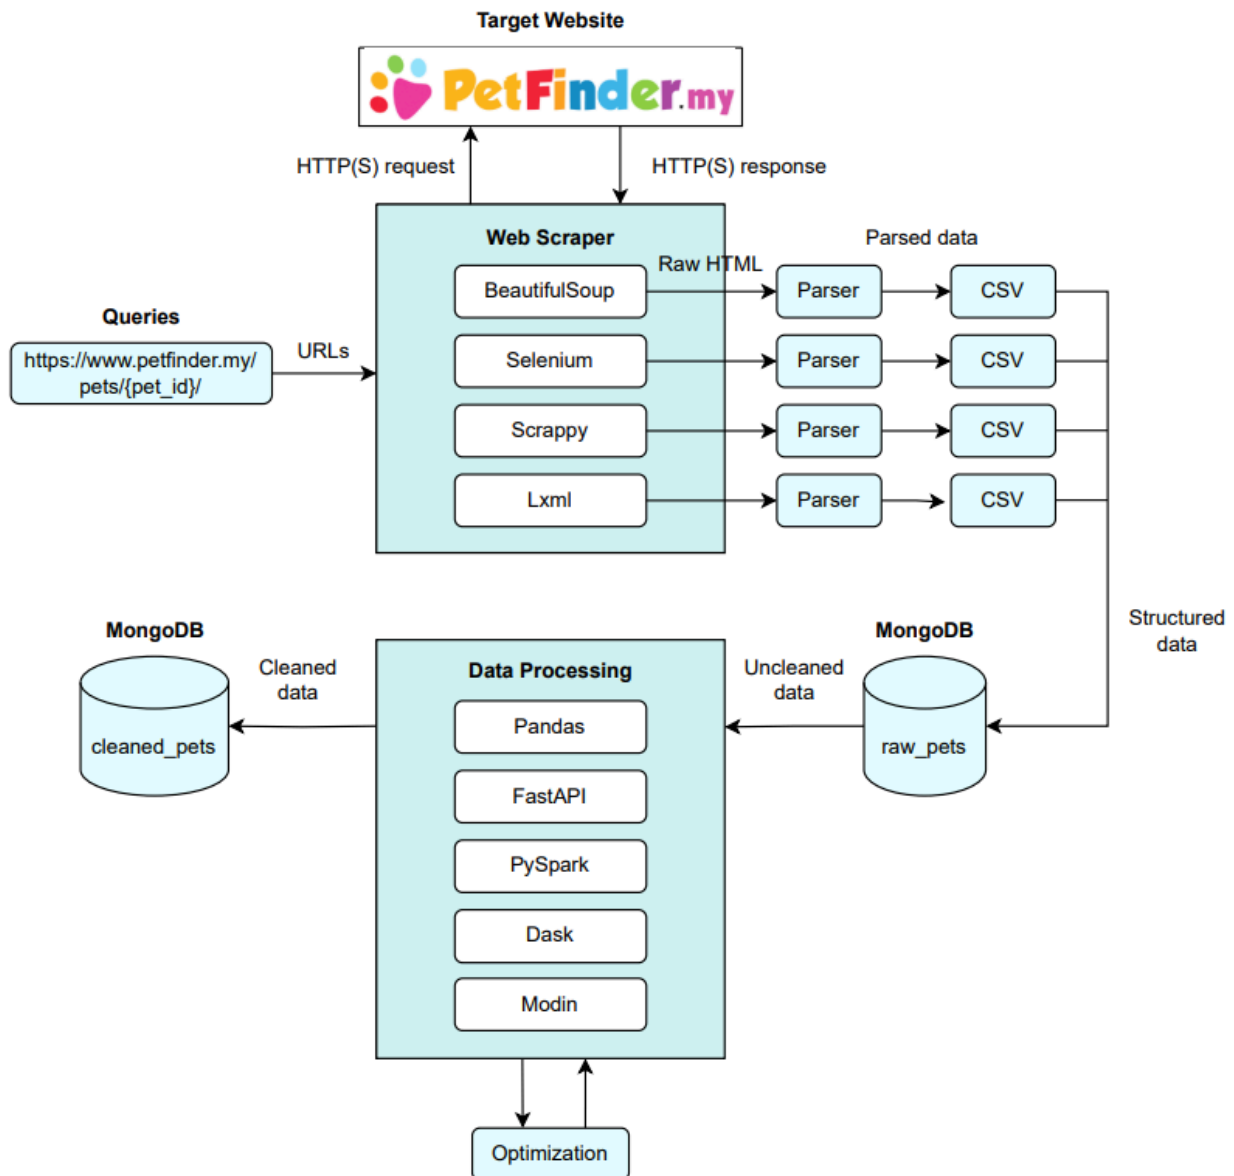 Target Website
PetFinder.my
HTTP(S) request
HTTP(S) response
Web Scraper
Parsed data
Raw HTML
BeautifulSoup
Parser
CSV
Queries
https://www.petfinder.my/
pets/{pet_id}/
URLs
Selenium
Parser
CSV
Scrappy
Parser
CSV
Lxml
Parser
CSV
Structured
data
MongoDB
raw_pets
Uncleaned
data
Data Processing
Pandas
FastAPI
PySpark
Dask
Modin
Cleaned
data
MongoDB
cleaned_pets
Optimization